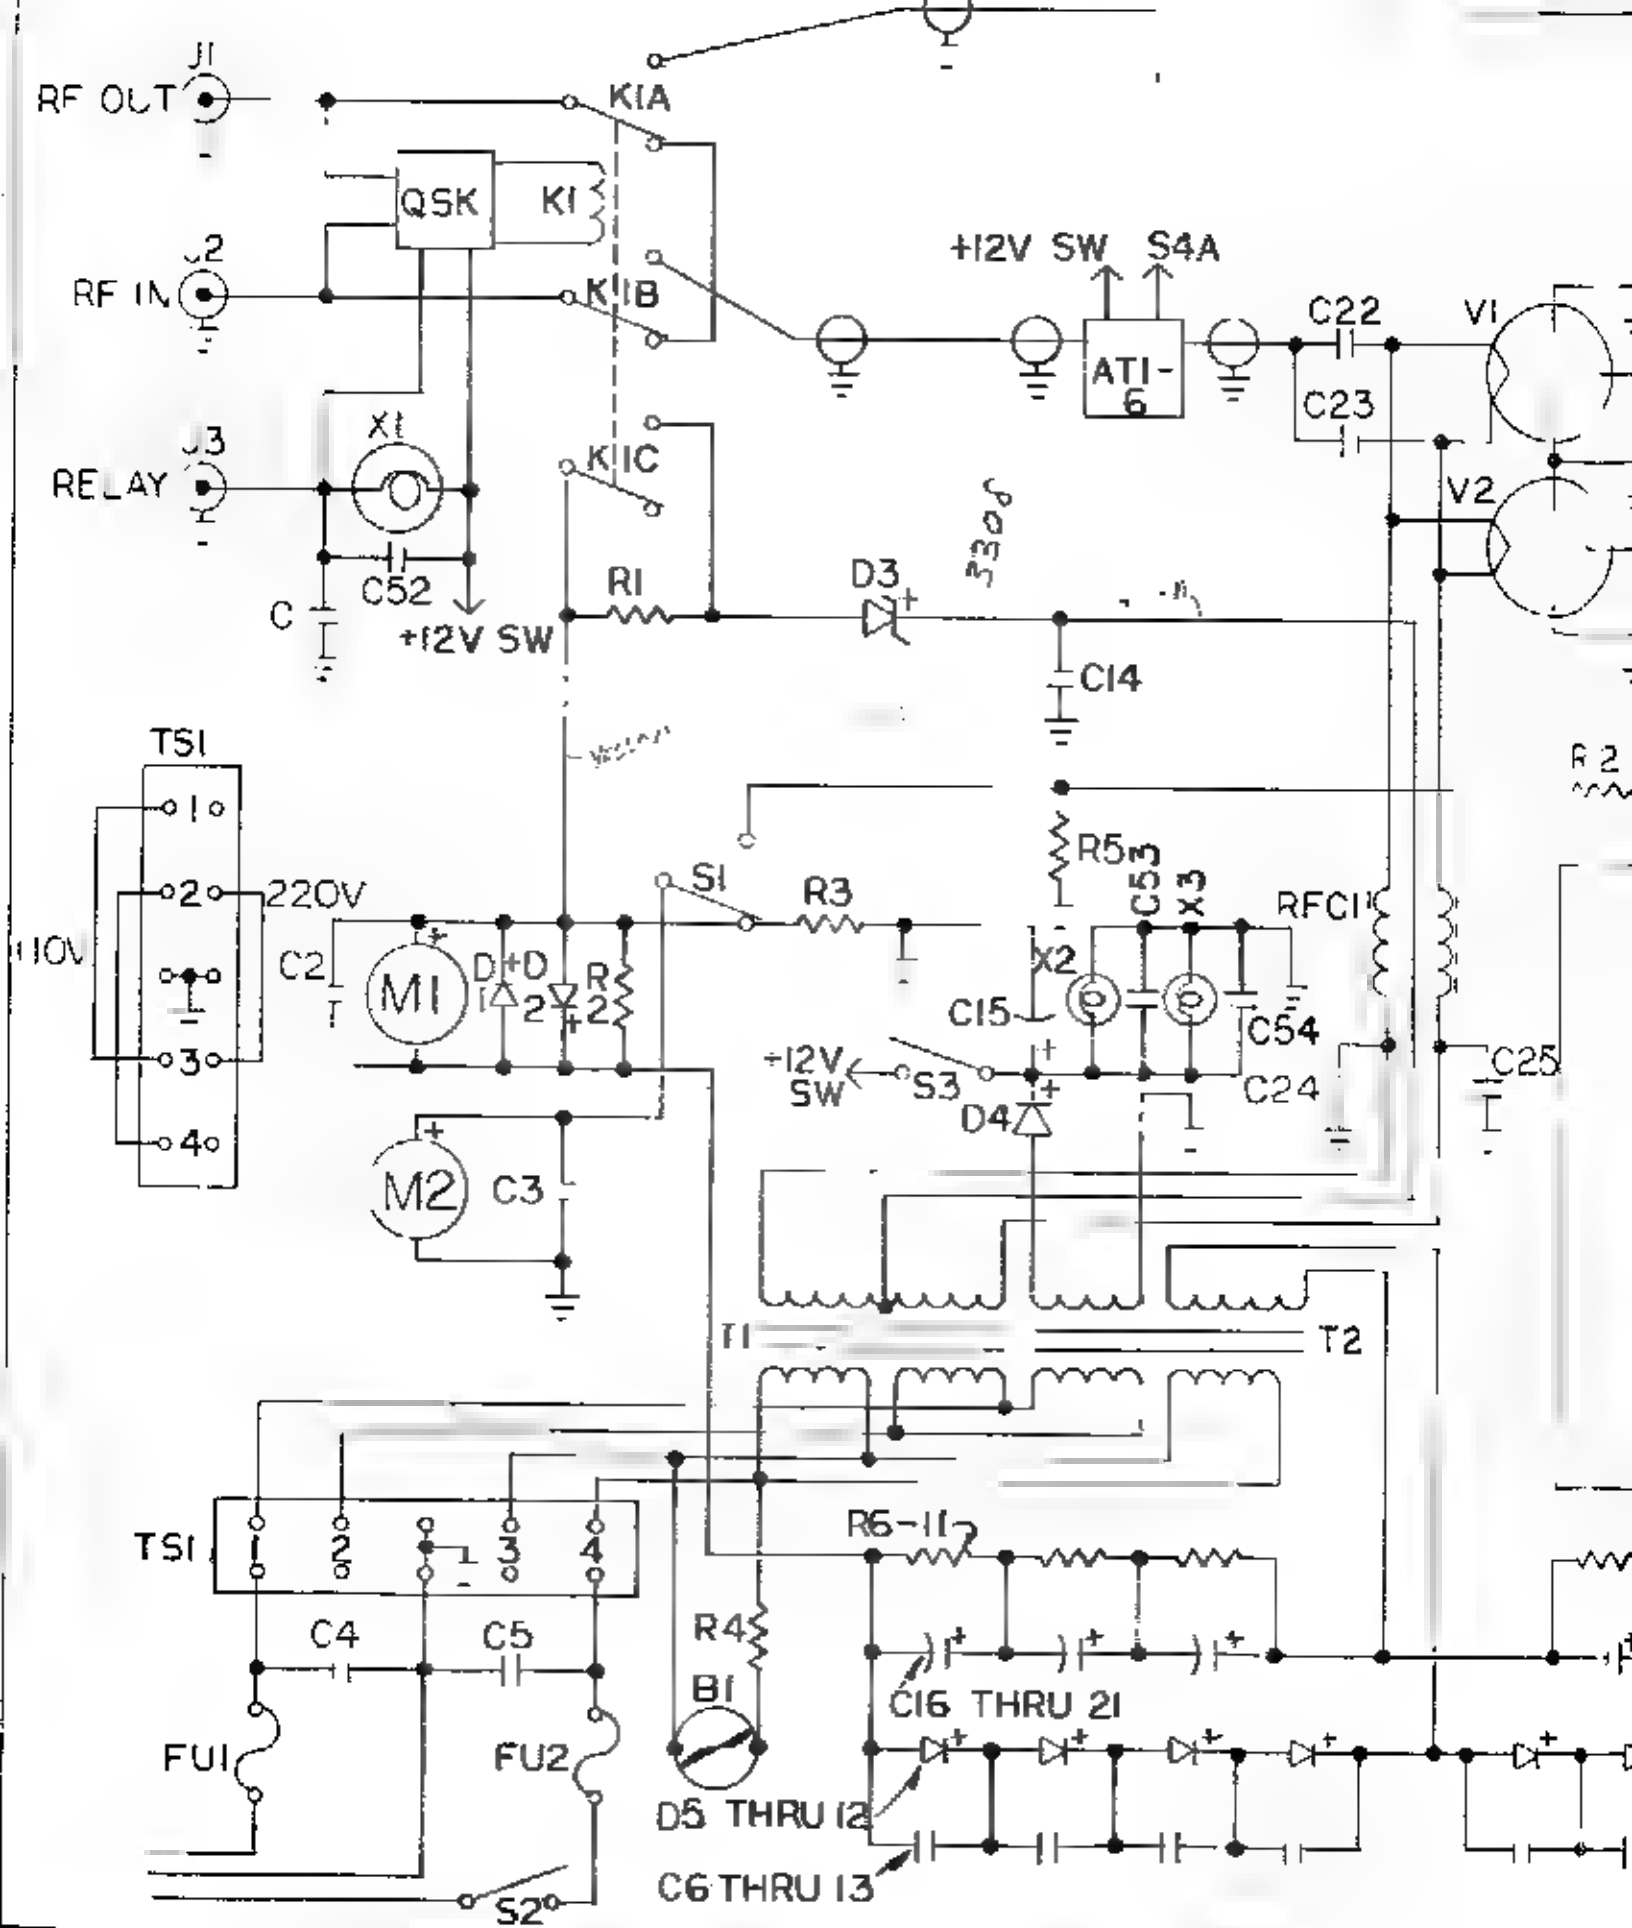 J1
RF OUT
K1A
QSK
K1
J2
RF IN
K1B
+12V SW
S4A
C22
V1
ATI-
6
C23
J3
X1
RELAY
K1C
V2
3308
R1
D3
+
C
C52
+12V SW
C14
TS1
R2
1
R5
C53
X3
2
220V
S1
R3
RFC1
110V
C2
+
M1
D
1
+
D
2
+
R
2
X2
C15
C54
3
+12V
SW
S3
+
+
D4
C24
C25
4
+
M2
C3
T1
T2
TS1
1
2
3
4
R6-11
C4
C5
R4
+
+
+
+
B1
C16 THRU 21
FU1
FU2
+
+
+
+
+
D5 THRU 12
C6 THRU 13
S2